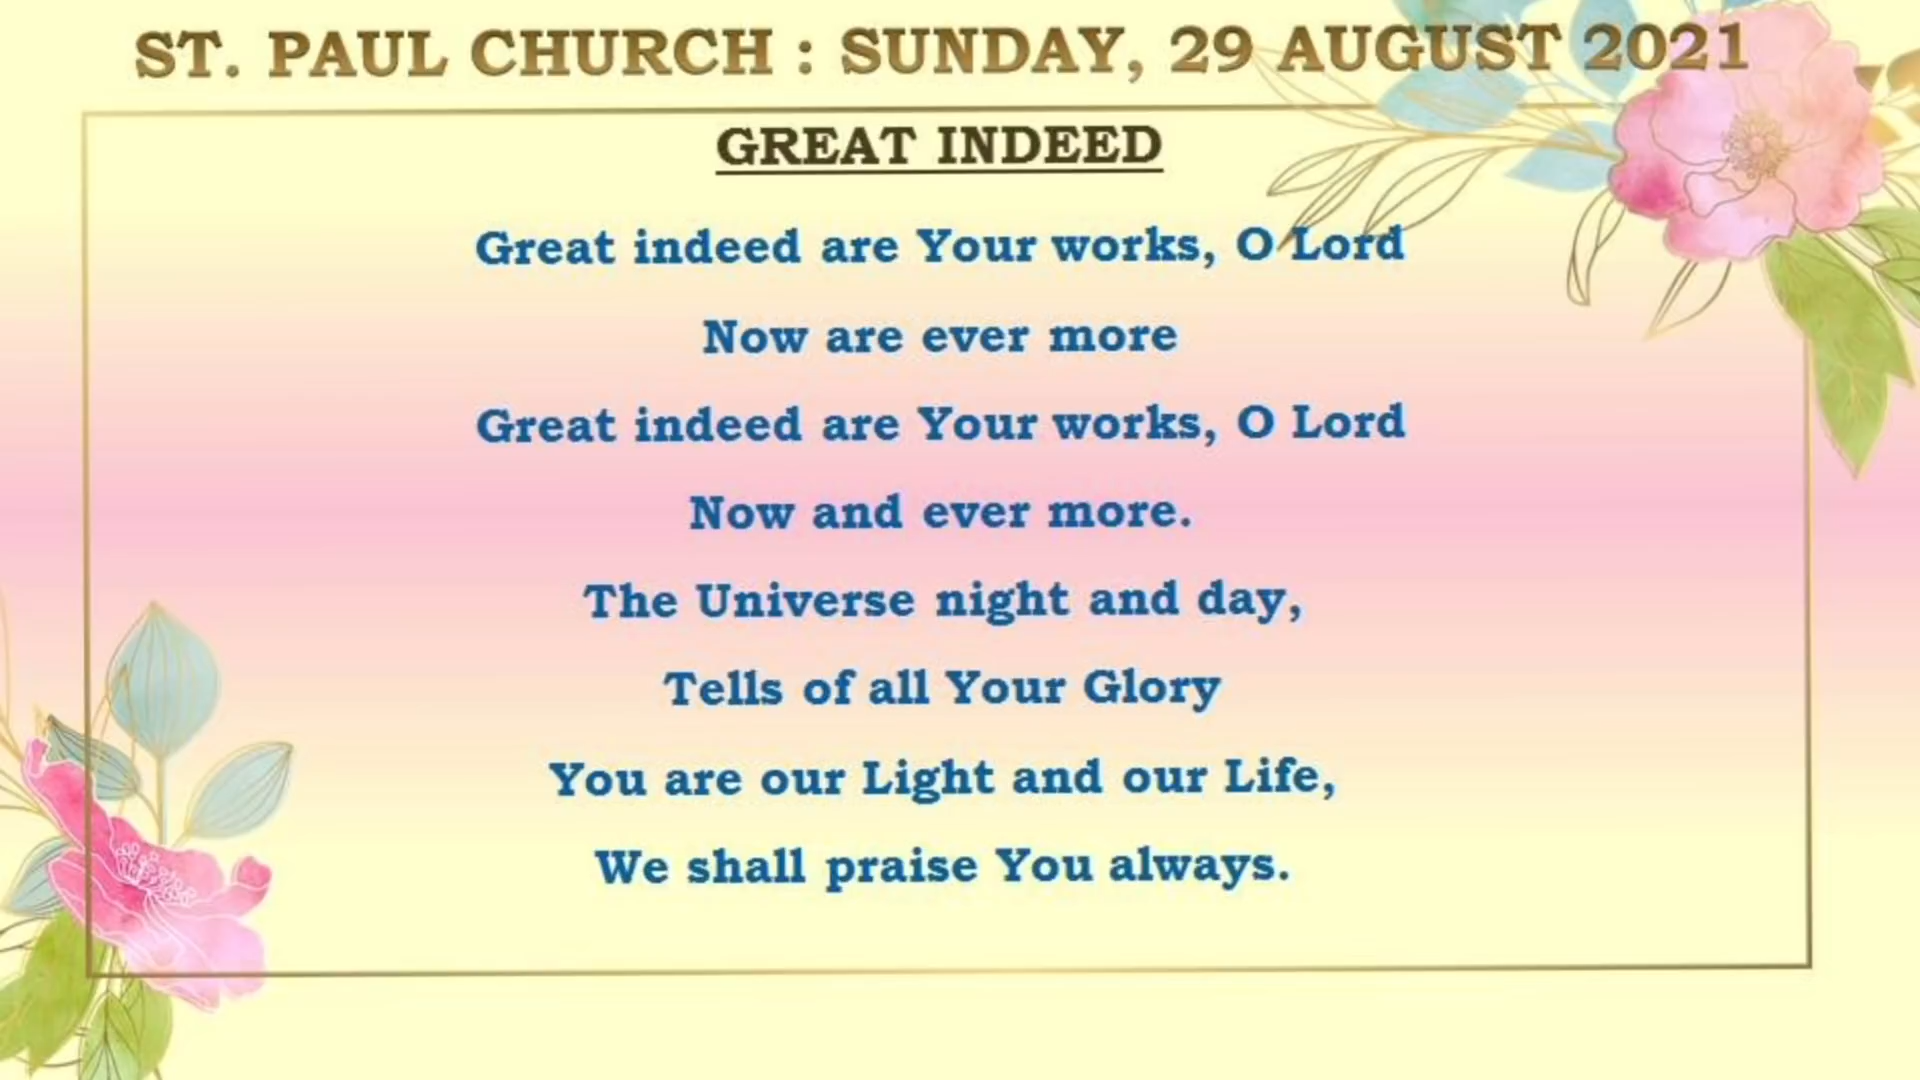 ST. PAUL CHURCH : SUNDAY, 29 AUGUST 2021
GREAT INDEED
Great indeed are Your works, O Lord
Now are ever more
Great indeed are Your works, O Lord
Now and ever more.
The Universe night and day,
Tells of all Your Glory
You are our Light and our Life,
We shall praise You always.